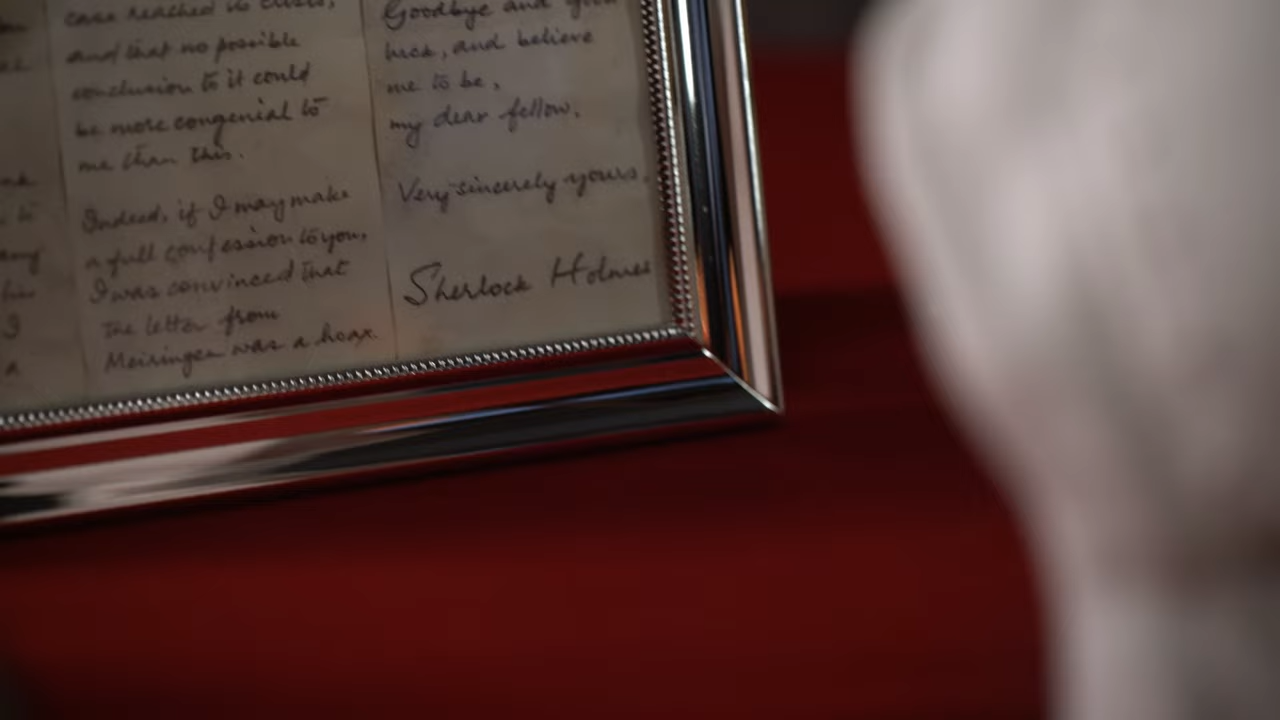 case reached its crisis,
and that no possible
conclusion to it could
be more congenial to
me than this.
Indeed, if I may make
a full confession to you,
I was convinced that
the letter from
Meiringen was a hoax.
Goodbye and good
luck, and believe
me to be,
my dear fellow,
Very sincerely yours,
Sherlock Holmes